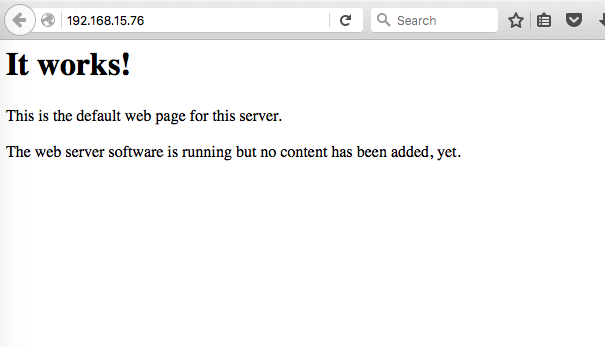 192.168.15.76
Search
It works!
This is the default web page for this server.
The web server software is running but no content has been added, yet.